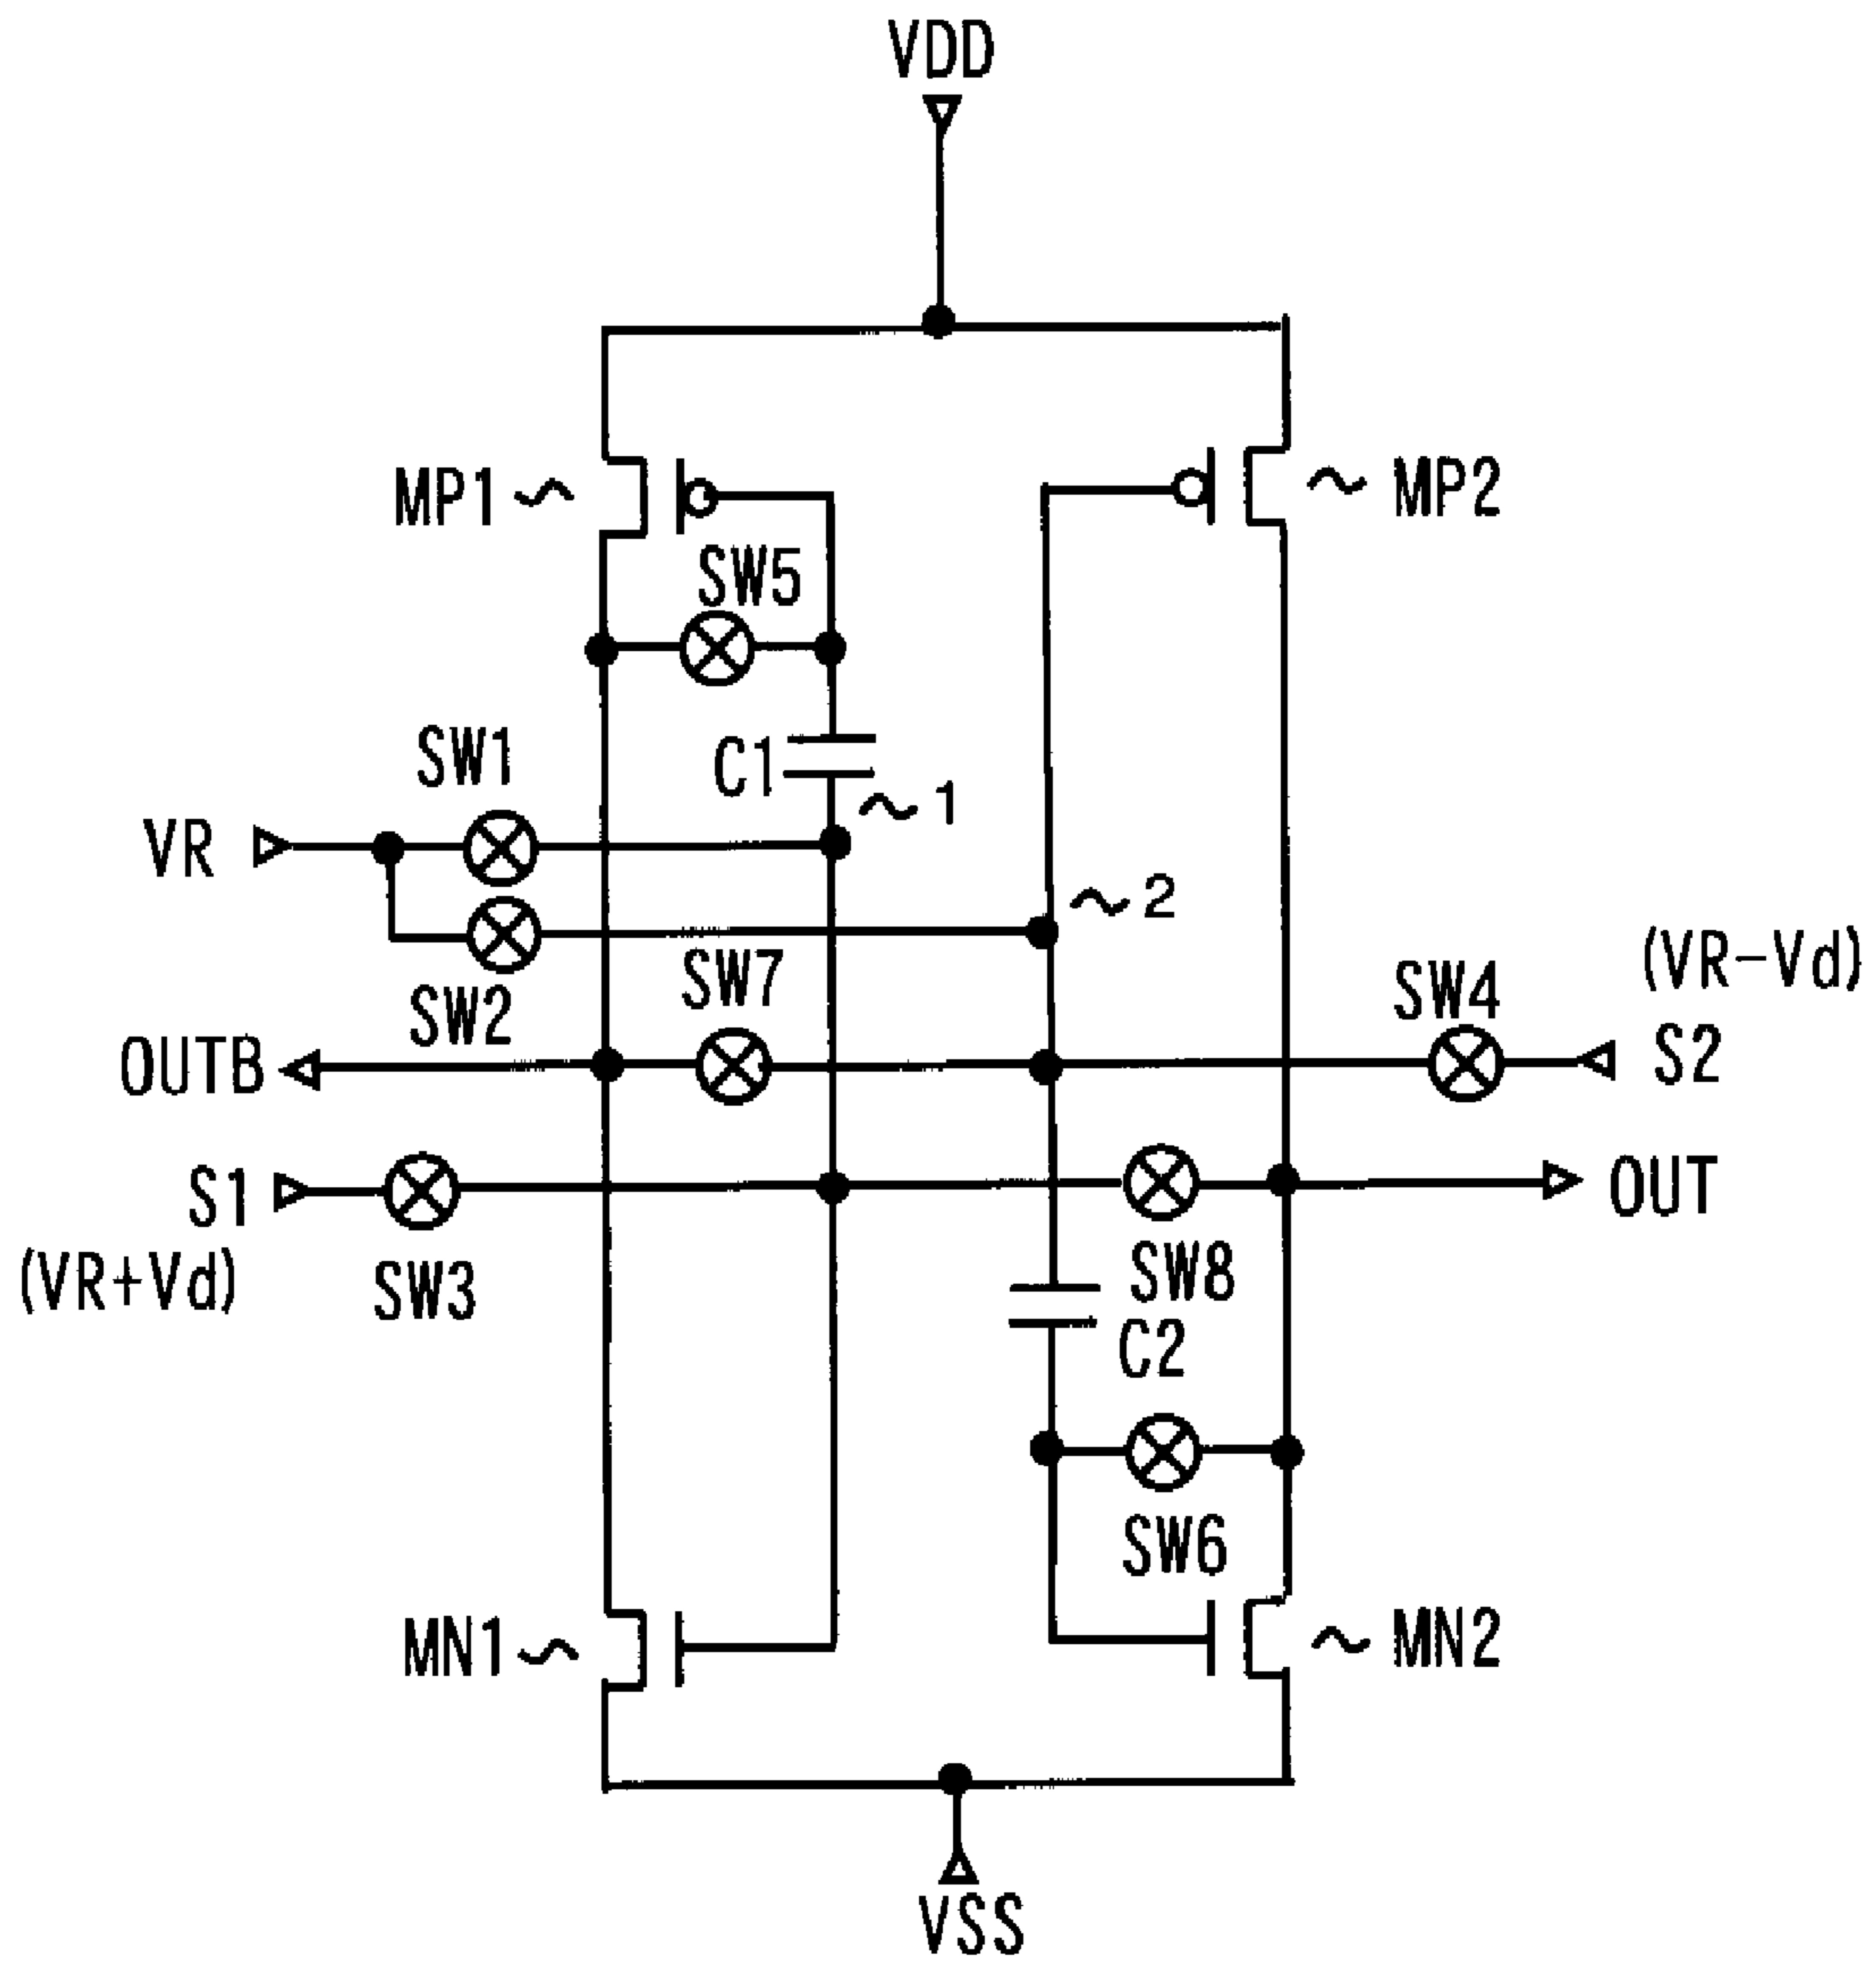 VDD
MP1
MP2
SW5
SW1
C1
1
VR
2
SW2
SW7
SW4
(VR-Vd)
OUTB
S2
S1
OUT
(VR+Vd)
SW3
SW8
C2
SW6
MN1
MN2
VSS